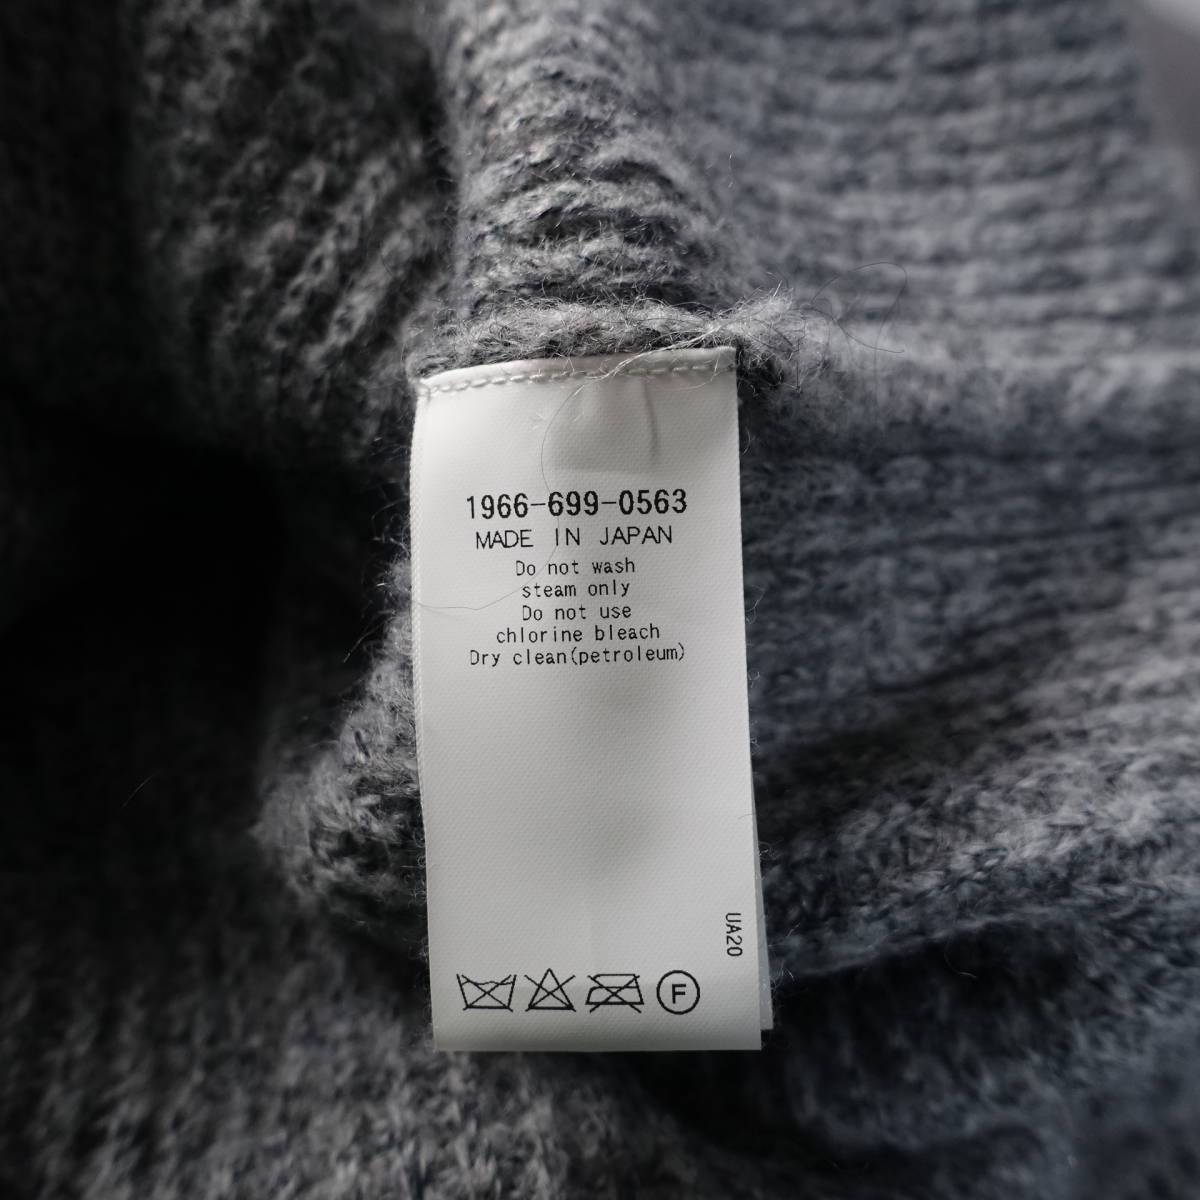 1966-699-0563
MADE IN JAPAN
Do not wash
steam only
Do not use
chlorine bleach
Dry clean(petroleum)
UA20
F